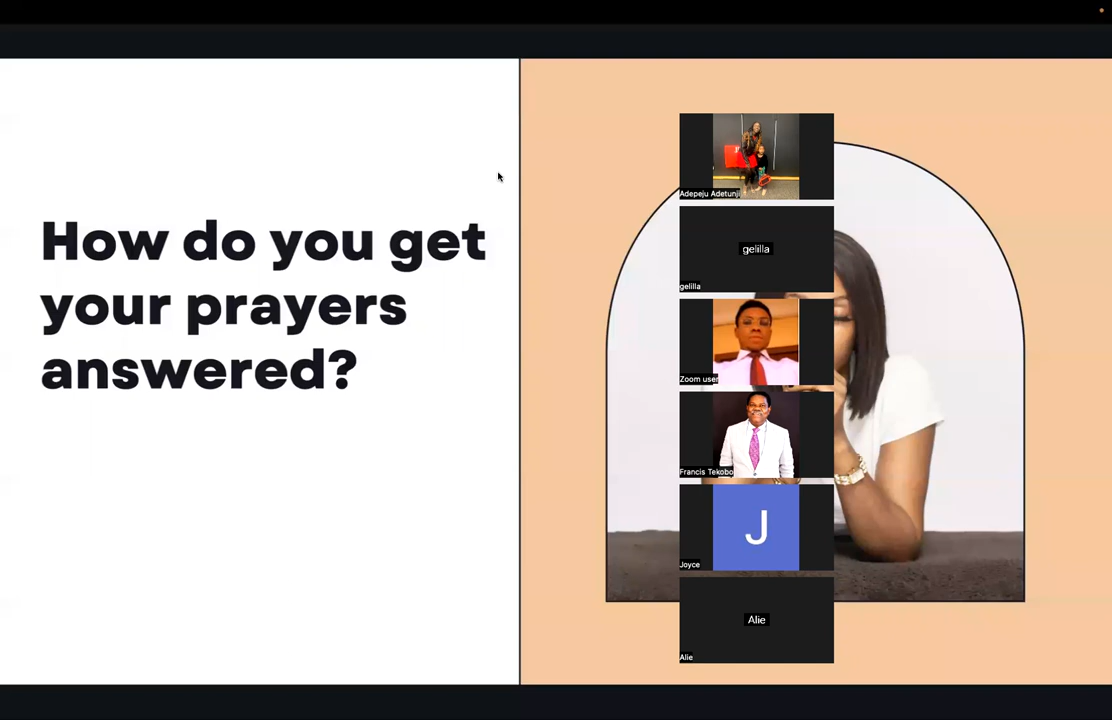 How do you get
your prayers
answered?
Adepeju Adetunji
gelilla
gelilla
Zoom user
Francis Tekobo
J
Joyce
Alie
Alie